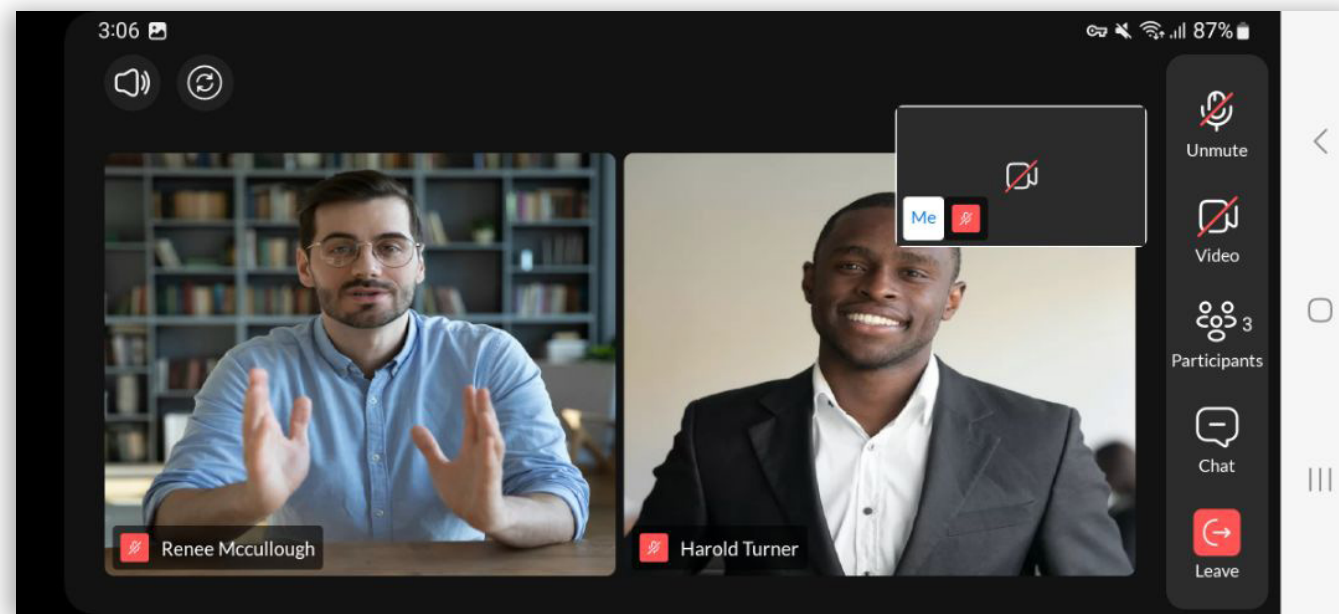 3:06
87%
Unmute
Me
Video
3
Participants
Chat
Renee Mccullough
Harold Turner
Leave